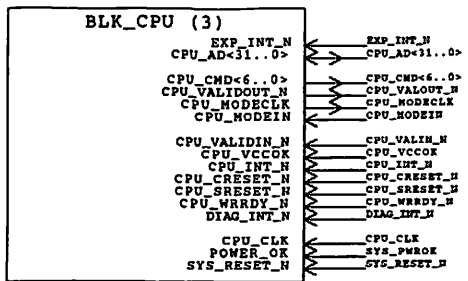 BLK_CPU (3)
EXP_INT_N EXP_INT_N
CPU_AD<31..0> CPU_AD<31..0>
CPU_CMD<6..0> CPU_CMD<6..0>
CPU_VALIDOUT_N CPU_VALOUT_N
CPU_MODECLK CPU_MODECLK
CPU_MODEIN CPU_MODEIN
CPU_VALIDIN_N CPU_VALIN_N
CPU_VCCOK CPU_VCCOK
CPU_INT_N CPU_INT_N
CPU_CRESET_N CPU_CRESET_N
CPU_SRESET_N CPU_SRESET_N
CPU_WRRDY_N CPU_WRRDY_N
DIAG_INT_N DIAG_INT_N
CPU_CLK CPU_CLK
POWER_OK SYS_PWROK
SYS_RESET_N SYS_RESET_N